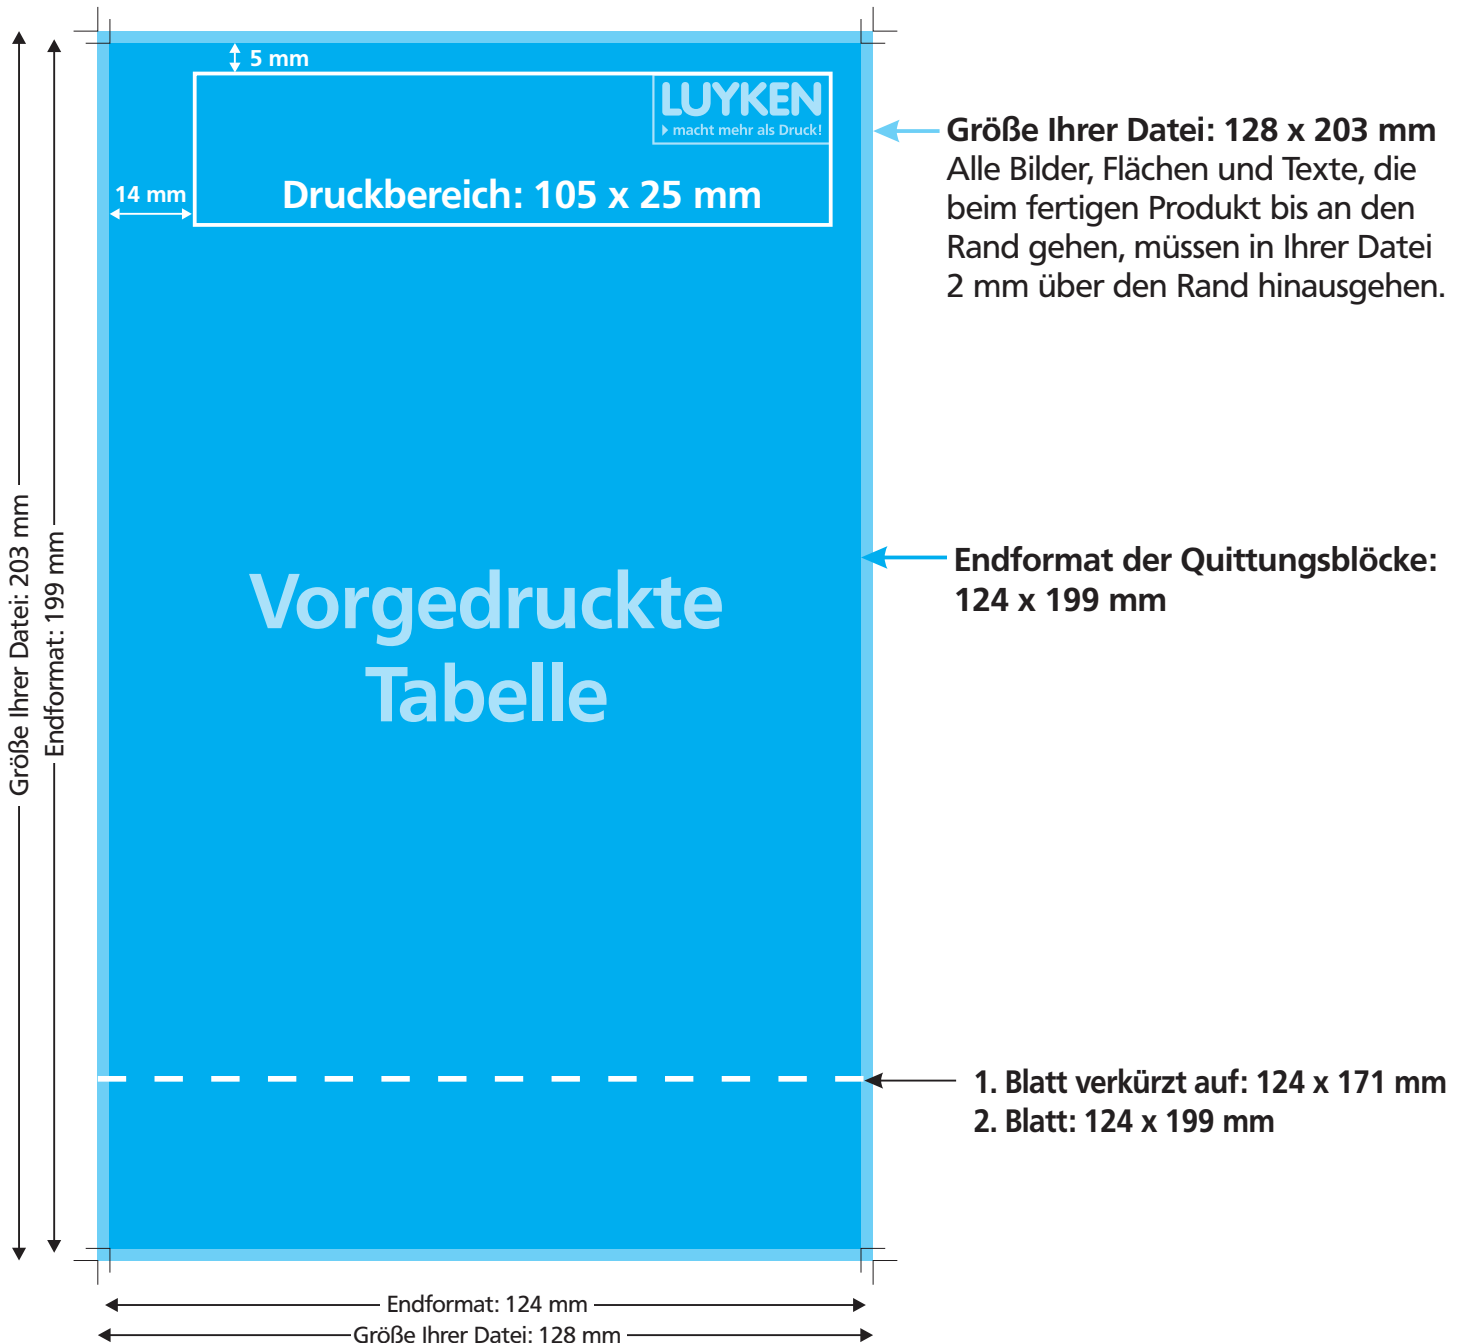 5 mm
LUYKEN
macht mehr als Druck!
14 mm
Druckbereich: 105 x 25 mm
Größe Ihrer Datei: 128 x 203 mm
Alle Bilder, Flächen und Texte, die
beim fertigen Produkt bis an den
Rand gehen, müssen in Ihrer Datei
2 mm über den Rand hinausgehen.
Größe Ihrer Datei: 203 mm
Endformat: 199 mm
Vorgedruckte
Tabelle
Endformat der Quittungsblöcke:
124 x 199 mm
1. Blatt verkürzt auf: 124 x 171 mm
2. Blatt: 124 x 199 mm
Endformat: 124 mm
Größe Ihrer Datei: 128 mm